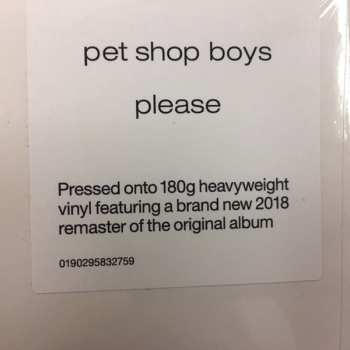 pet shop boys
please
Pressed onto 180g heavyweight
vinyl featuring a brand new 2018
remaster of the original album
0190295832759